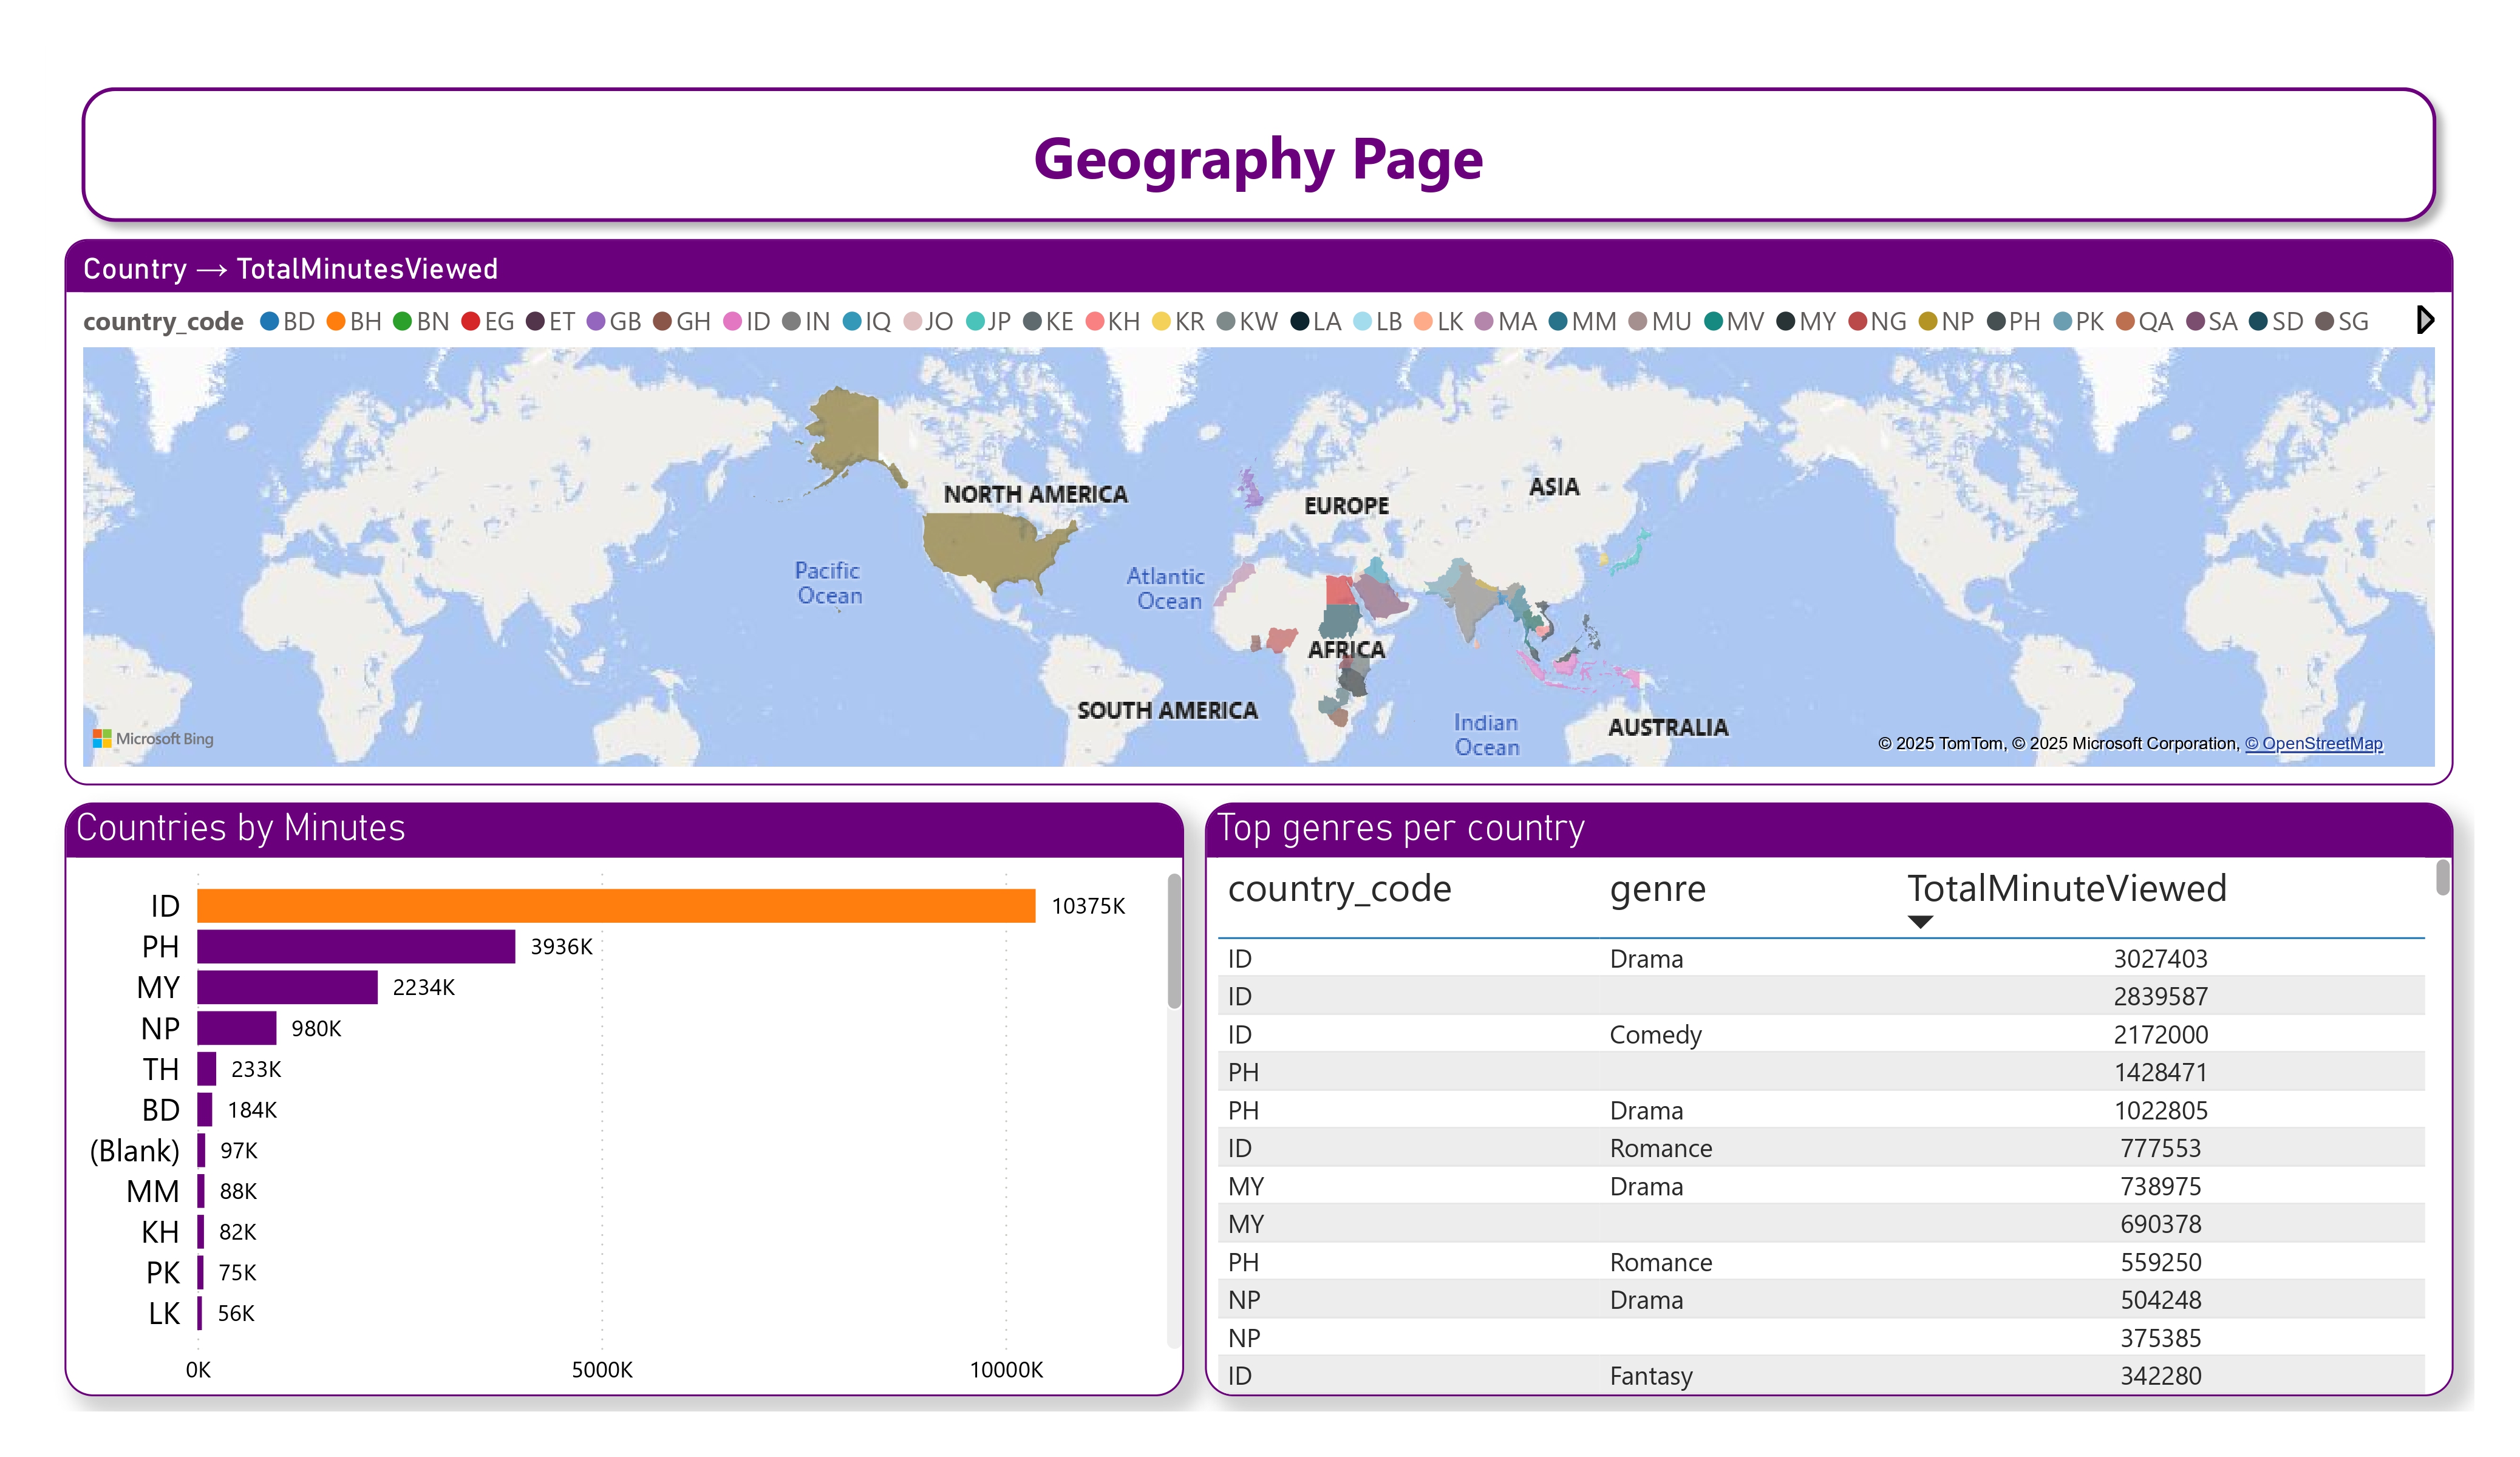 Geography Page
Country → TotalMinutesViewed
country_code BD BH BN EG ET GB GH ID IN IQ JO JP KE KH KR KW LA LB LK MA MM MU MV MY NG NP PH PK QA SA SD SG
NORTH AMERICA
EUROPE
ASIA
Pacific
Ocean
Atlantic
Ocean
AFRICA
SOUTH AMERICA
Indian
Ocean
AUSTRALIA
Microsoft Bing
© 2025 TomTom, © 2025 Microsoft Corporation, © OpenStreetMap
Countries by Minutes
ID 10375K
PH 3936K
MY 2234K
NP 980K
TH 233K
BD 184K
(Blank) 97K
MM 88K
KH 82K
PK 75K
LK 56K
0K 5000K 10000K
Top genres per country
country_code genre TotalMinuteViewed
ID Drama 3027403
ID 2839587
ID Comedy 2172000
PH 1428471
PH Drama 1022805
ID Romance 777553
MY Drama 738975
MY 690378
PH Romance 559250
NP Drama 504248
NP 375385
ID Fantasy 342280